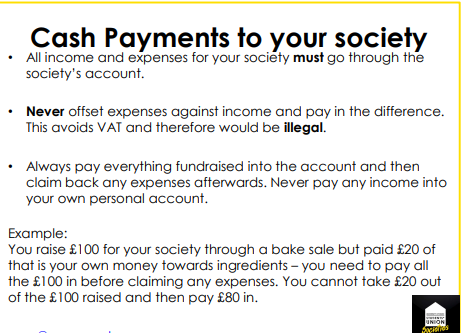 Cash Payments to your society
• All income and expenses for your society must go through the
society's account.
• Never offset expenses against income and pay in the difference.
This avoids VAT and therefore would be illegal.
• Always pay everything fundraised into the account and then
claim back any expenses afterwards. Never pay any income into
your own personal account.
Example:
You raise £100 for your society through a bake sale but paid £20 of
that is your own money towards ingredients – you need to pay all
the £100 in before claiming any expenses. You cannot take £20 out
of the £100 raised and then pay £80 in.
UNION
Societies